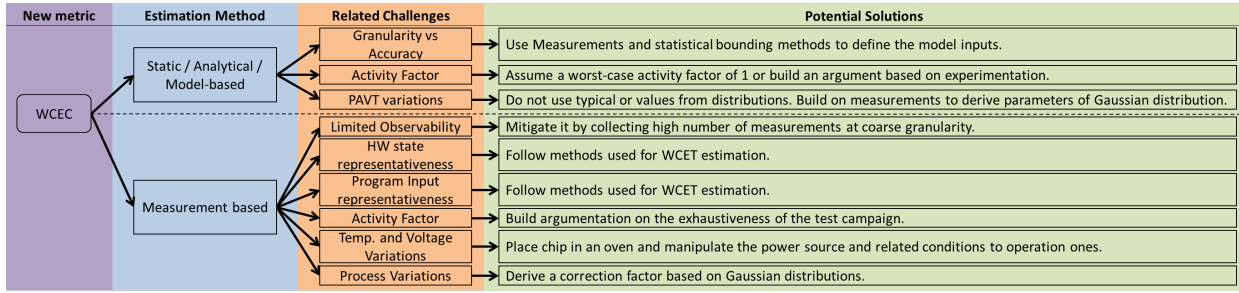 New metric
Estimation Method
Related Challenges
Potential Solutions
WCEC
Static / Analytical /
Model-based
Granularity vs
Accuracy
Use Measurements and statistical bounding methods to define the model inputs.
Activity Factor
Assume a worst-case activity factor of 1 or build an argument based on experimentation.
PAVT variations
Do not use typical or values from distributions. Build on measurements to derive parameters of Gaussian distribution.
Measurement based
Limited Observability
Mitigate it by collecting high number of measurements at coarse granularity.
HW state
representativeness
Follow methods used for WCET estimation.
Program Input
representativeness
Follow methods used for WCET estimation.
Activity Factor
Build argumentation on the exhaustiveness of the test campaign.
Temp. and Voltage
Variations
Place chip in an oven and manipulate the power source and related conditions to operation ones.
Process Variations
Derive a correction factor based on Gaussian distributions.